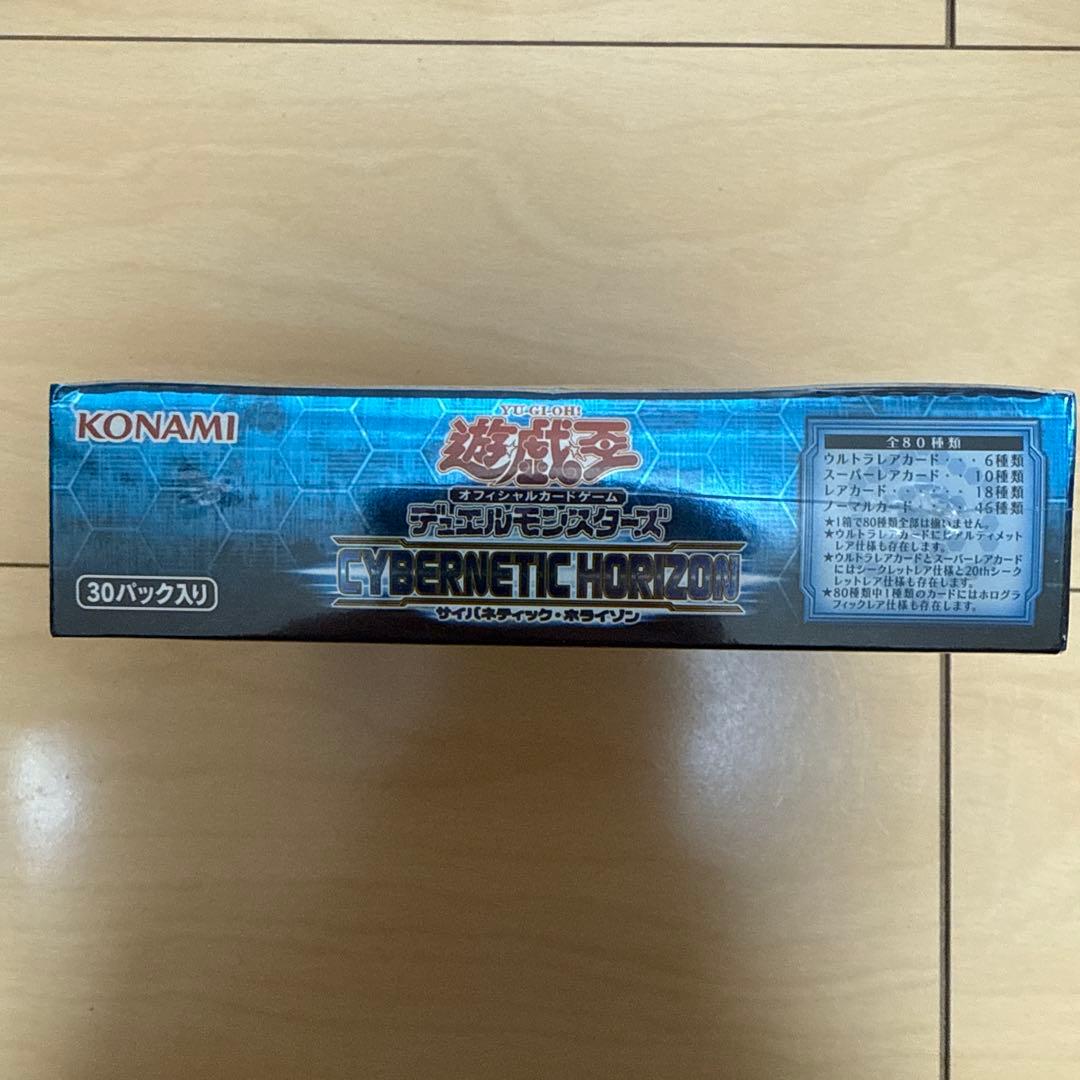 KONAMI
YU-GI-OH!
遊戯王
オフィシャルカードゲーム
デュエルモンスターズ
CYBERNETIC HORIZON
サイバネティック・ホライゾン
30パック入り
全80種類
ウルトラレアカード・・6種類
スーパーレアカード・・10種類
レアカード・・18種類
ノーマルカード・46種類
★1箱で80種類全部は揃いません。
★ウルトラレアカードにはアルティメット
レア仕様も存在します。
★ウルトラレアカードとスーパーレアカード
にはシークレットレア仕様と20thシーク
レットレア仕様も存在します。
★80種類中1種類のカードにはホログラ
フィックレア仕様も存在します。